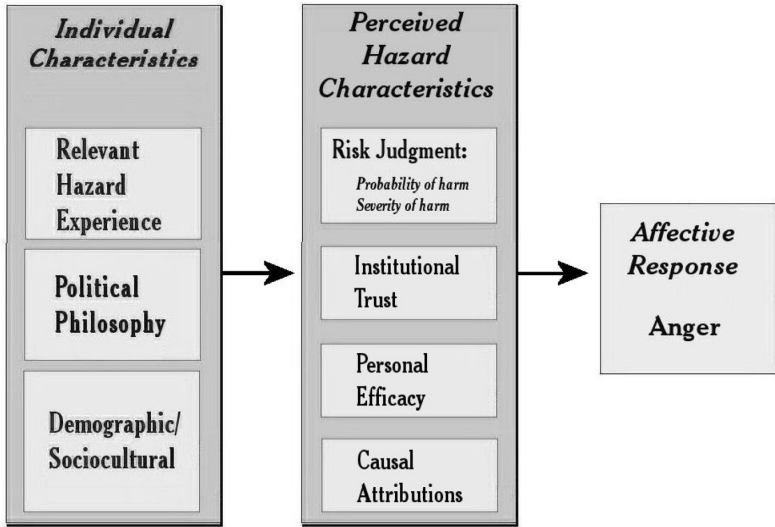 Individual
Characteristics
Relevant
Hazard
Experience
Political
Philosophy
Demographic/
Sociocultural
Perceived
Hazard
Characteristics
Risk Judgment:
Probability of harm
Severity of harm
Institutional
Trust
Personal
Efficacy
Causal
Attributions
Affective
Response
Anger